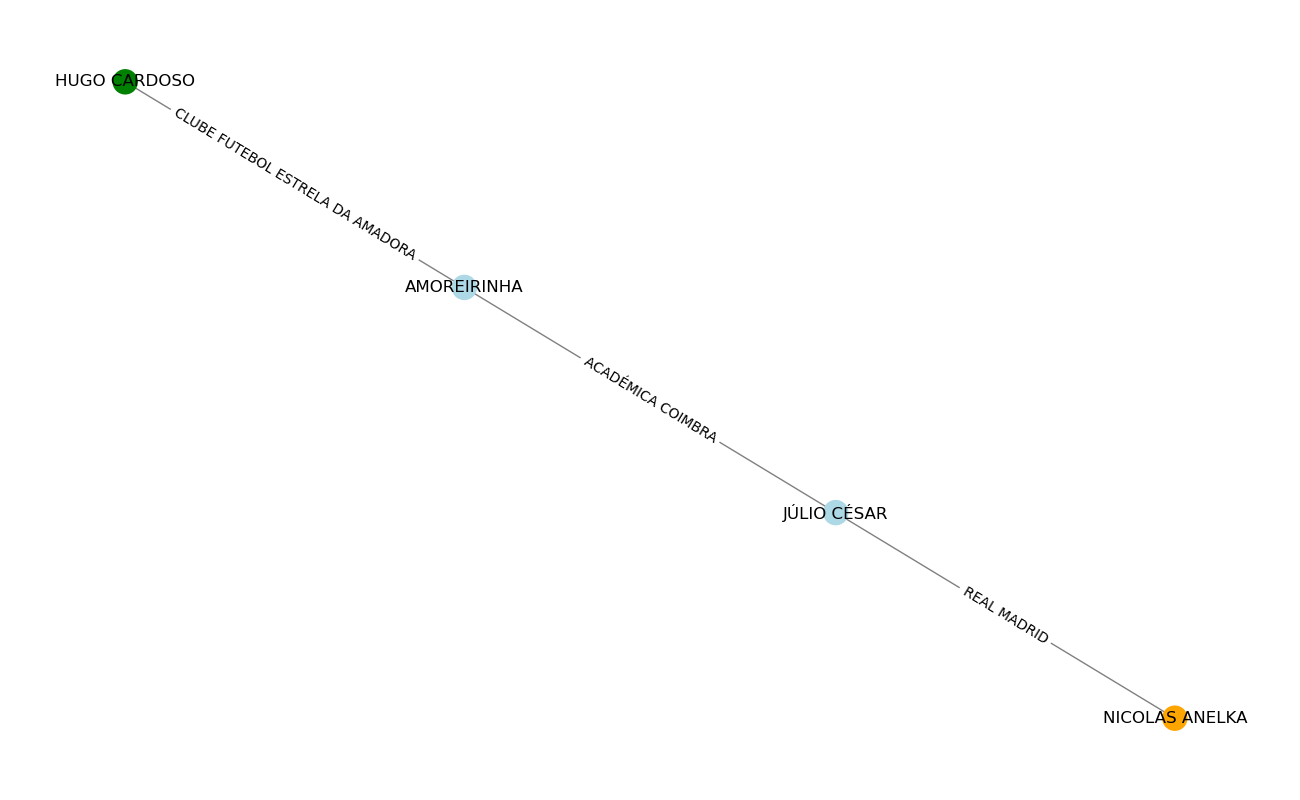 HUGO CARDOSO
CLUBE FUTEBOL ESTRELA DA AMADORA
AMOREIRINHA
ACADÉMICA COIMBRA
JÚLIO CÉSAR
REAL MADRID
NICOLAS ANELKA